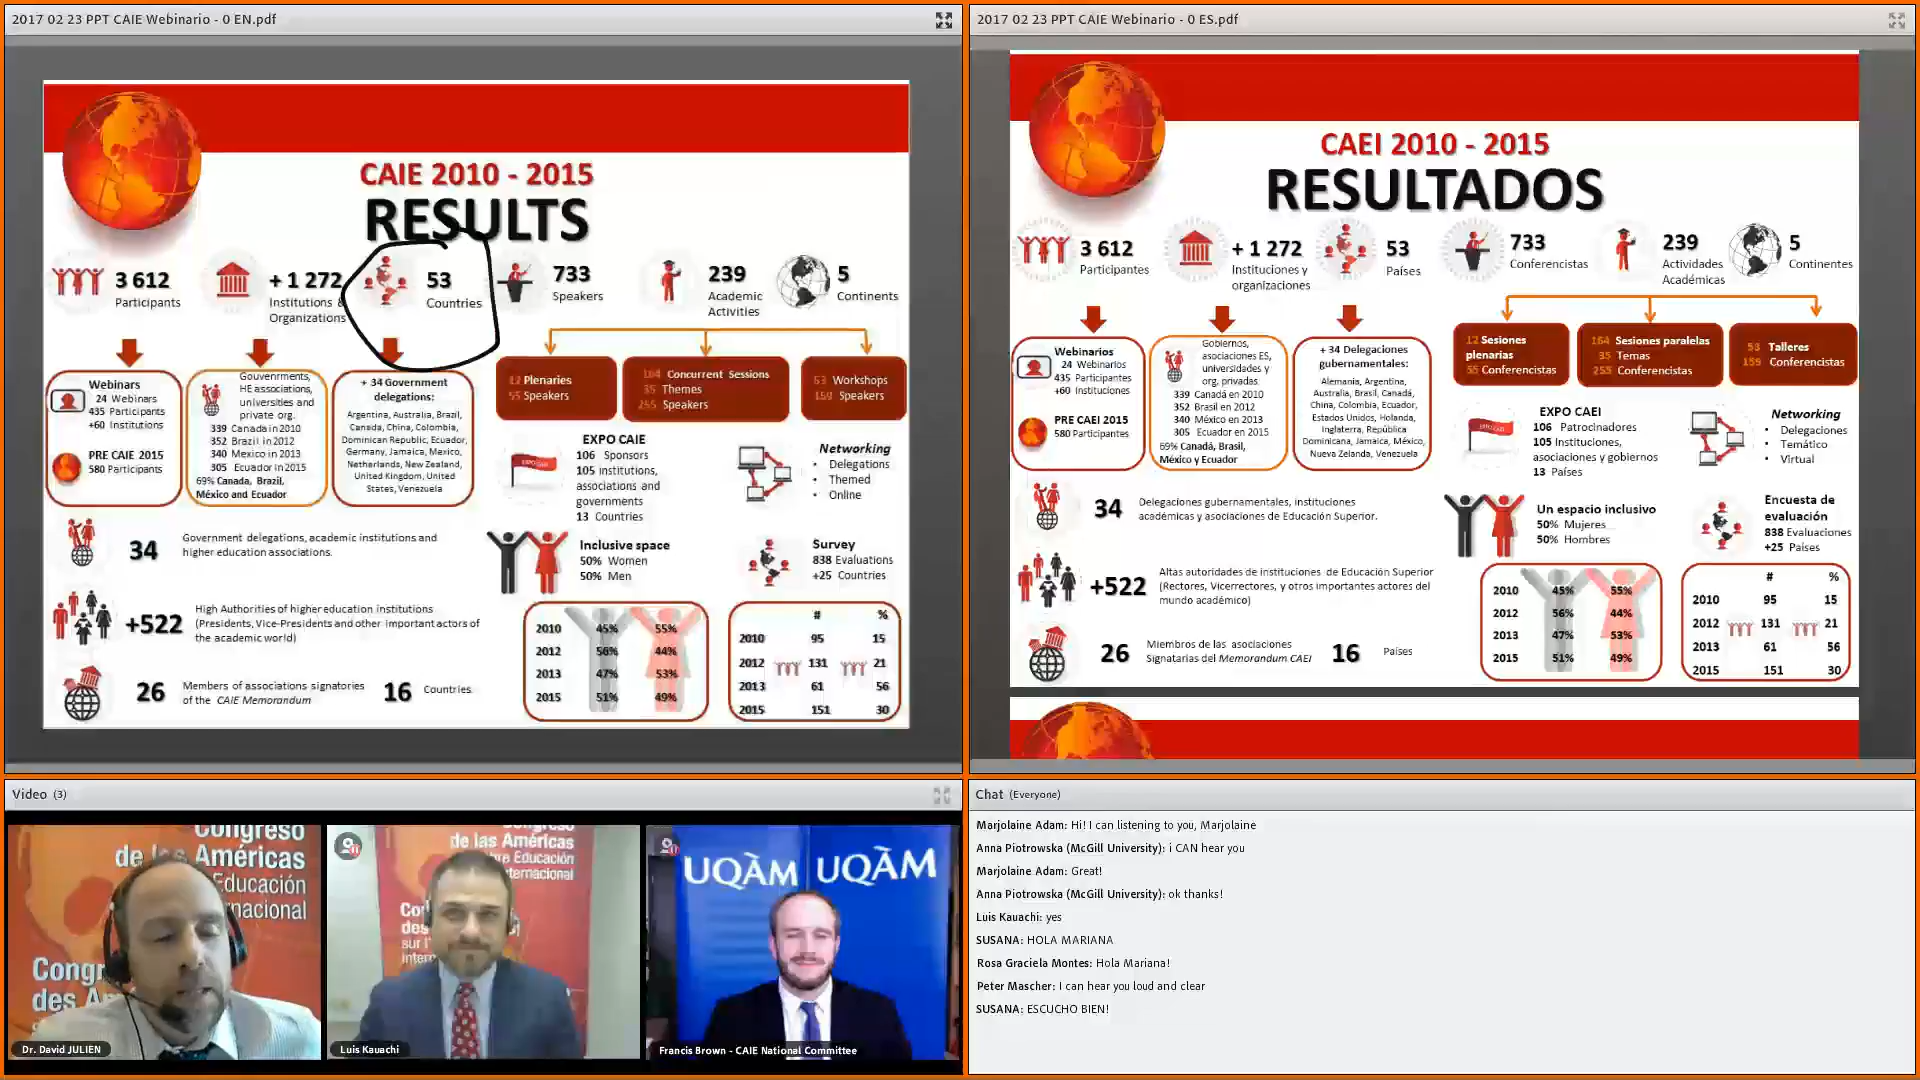 2017 02 23 PPT CAIE Webinario - 0 EN.pdf
CAIE 2010 - 2015
RESULTS
3 612
Participants
+ 1 272
Institutions &
Organizations
53
Countries
733
Speakers
239
Academic
Activities
5
Continents
Webinars
24 Webinars
435 Participants
+60 Institutions
PRE CAIE 2015
580 Participants
Gouvenrments,
HE associations,
universities and
private org.
339 Canada in 2010
352 Brazil in 2012
340 Mexico in 2013
305 Ecuador in 2015
69% Canada, Brazil,
México and Ecuador
+ 34 Government
delegations:
Argentina, Australia, Brazil,
Canada, China, Colombia,
Dominican Republic, Ecuador,
Germany, Jamaica, Mexico,
Netherlands, New Zealand,
United Kingdom, United
States, Venezuela
12 Plenaries
55 Speakers
164 Concurrent Sessions
35 Themes
255 Speakers
53 Workshops
159 Speakers
EXPO CAIE
106 Sponsors
105 institutions,
associations and
governments
13 Countries
Networking
• Delegations
• Themed
• Online
34
Government delegations, academic institutions and
higher education associations.
Inclusive space
50% Women
50% Men
Survey
838 Evaluations
+25 Countries
+522
High Authorities of higher education institutions
(Presidents, Vice-Presidents and other important actors of
the academic world)
26
Members of associations signatories
of the CAIE Memorandum
16 Countries
2010 45% 55%
2012 56% 44%
2013 47% 53%
2015 51% 49%
# %
2010 95 15
2012 131 21
2013 61 56
2015 151 30
2017 02 23 PPT CAIE Webinario - 0 ES.pdf
CAEI 2010 - 2015
RESULTADOS
3 612
Participantes
+ 1 272
Instituciones y
organizaciones
53
Países
733
Conferencistas
239
Actividades
Académicas
5
Continentes
Webinarios
24 Webinarios
435 Participantes
+60 Instituciones
PRE CAEI 2015
580 Participantes
Gobiernos,
asociaciones ES,
universidades y
org. privadas
339 Canadá en 2010
352 Brasil en 2012
340 México en 2013
305 Ecuador en 2015
69% Canadá, Brasil,
México y Ecuador
+ 34 Delegaciones
gubernamentales:
Alemania, Argentina,
Australia, Brasil, Canadá,
China, Colombia, Ecuador,
Estados Unidos, Holanda,
Inglaterra, República
Dominicana, Jamaica, México,
Nueva Zelanda, Venezuela
12 Sesiones
plenarias
55 Conferencistas
164 Sesiones paralelas
35 Temas
255 Conferencistas
53 Talleres
159 Conferencistas
EXPO CAEI
106 Patrocinadores
105 Instituciones,
asociaciones y gobiernos
13 Países
Networking
• Delegaciones
• Temático
• Virtual
34
Delegaciones gubernamentales, instituciones
académicas y asociaciones de Educación Superior.
Un espacio inclusivo
50% Mujeres
50% Hombres
Encuesta de
evaluación
838 Evaluaciones
+25 Países
+522
Altas autoridades de instituciones de Educación Superior
(Rectores, Vicerrectores, y otros importantes actores del
mundo académico)
26
Miembros de las asociaciones
Signatarias del Memorandum CAEI
16 Países
2010 45% 55%
2012 56% 44%
2013 47% 53%
2015 51% 49%
# %
2010 95 15
2012 131 21
2013 61 56
2015 151 30
Video (3)
Congreso
de las Américas
Educación
nacional
Congr
des Am
Dr. David JULIEN
de las Américas
re Educación
nternacional
Co
des
sur l'
inter
Luis Kauachi
UQÀM UQÀM
Francis Brown - CAIE National Committee
Chat (Everyone)
Marjolaine Adam: Hi! I can listening to you, Marjolaine
Anna Piotrowska (McGill University): i CAN hear you
Marjolaine Adam: Great!
Anna Piotrowska (McGill University): ok thanks!
Luis Kauachi: yes
SUSANA: HOLA MARIANA
Rosa Graciela Montes: Hola Mariana!
Peter Mascher: I can hear you loud and clear
SUSANA: ESCUCHO BIEN!